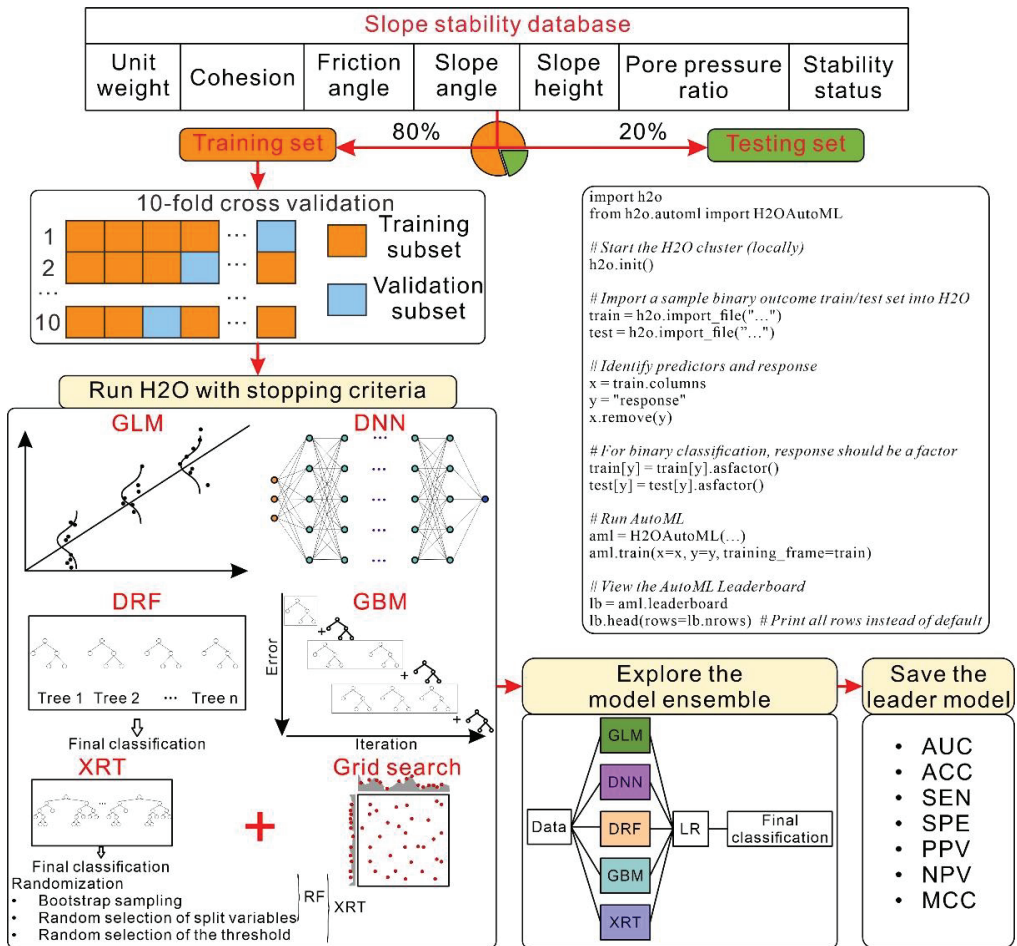 Slope stability database
Unit weight
Cohesion
Friction angle
Slope angle
Slope height
Pore pressure ratio
Stability status
Training set
80%
20%
Testing set
10-fold cross validation
1
...
2
...
...
10
...
Training subset
Validation subset
import h2o
from h2o.automl import H2OAutoML
# Start the H2O cluster (locally)
h2o.init()
# Import a sample binary outcome train/test set into H2O
train = h2o.import_file("...")
test = h2o.import_file("...")
# Identify predictors and response
x = train.columns
y = "response"
x.remove(y)
# For binary classification, response should be a factor
train[y] = train[y].asfactor()
test[y] = test[y].asfactor()
# Run AutoML
aml = H2OAutoML(...)
aml.train(x=x, y=y, training_frame=train)
# View the AutoML Leaderboard
lb = aml.leaderboard
lb.head(rows=lb.nrows) # Print all rows instead of default
Run H2O with stopping criteria
GLM
DNN
...
...
...
...
...
DRF
Tree 1 Tree 2 ... Tree n
Final classification
GBM
Error
+
+
+
Iteration
XRT
...
Final classification
+
Grid search
Randomization
• Bootstrap sampling
• Random selection of split variables
• Random selection of the threshold
RF
XRT
Explore the model ensemble
Data
GLM
DNN
DRF
GBM
XRT
LR
Final classification
Save the leader model
• AUC
• ACC
• SEN
• SPE
• PPV
• NPV
• MCC